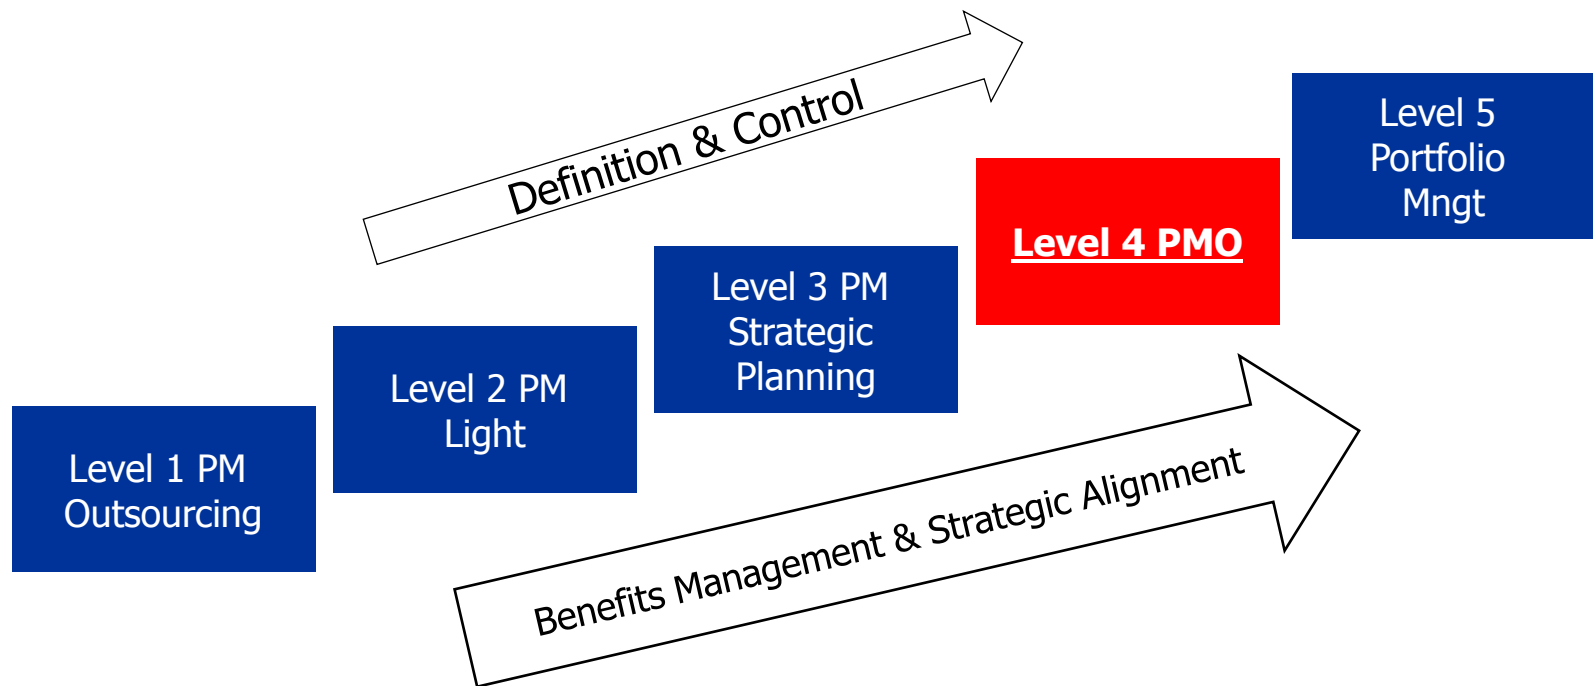 Definition & Control
Level 1 PM
Outsourcing
Level 2 PM
Light
Level 3 PM
Strategic
Planning
Level 4 PMO
Level 5
Portfolio
Mngt
Benefits Management & Strategic Alignment